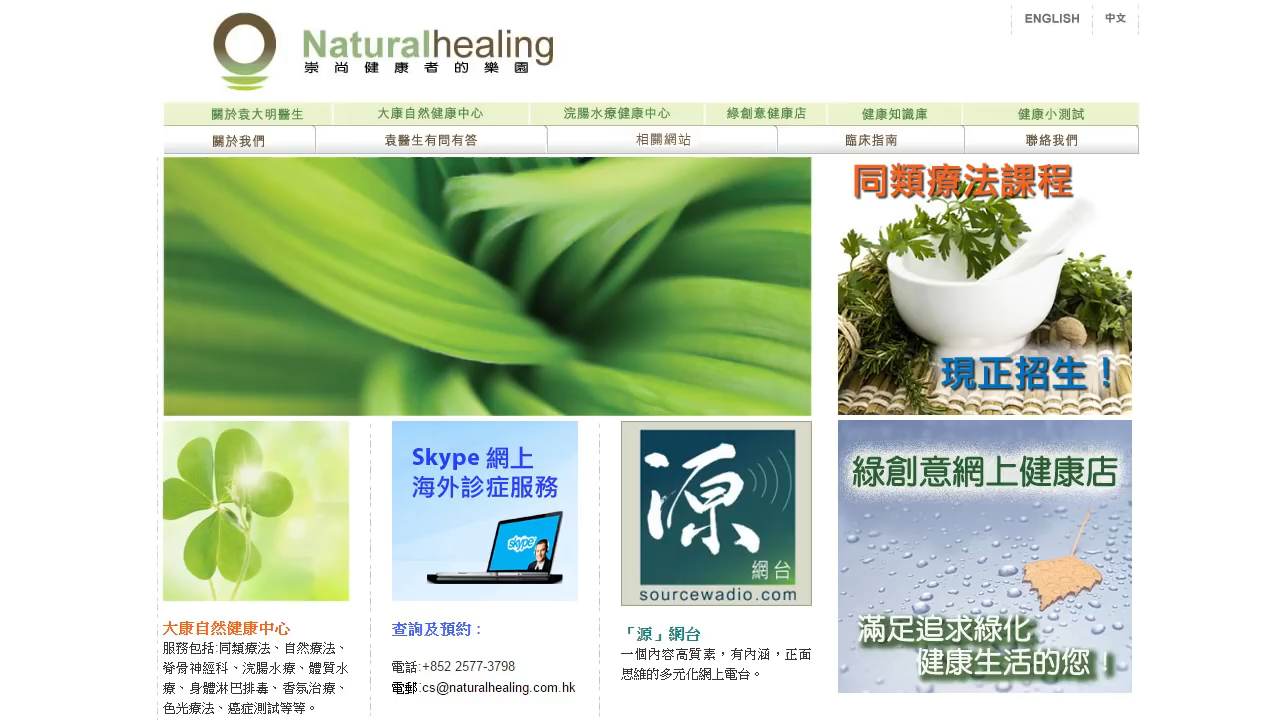 ENGLISH
中文
Naturalhealing
崇尚健康者的樂園
關於袁大明醫生
大康自然健康中心
浣腸水療健康中心
綠創意健康店
健康知識庫
健康小測試
關於我們
袁醫生有問有答
相關網站
臨床指南
聯絡我們
同類療法課程
現正招生！
Skype 網上
海外診症服務
skype
源
網台
sourcewadio.com
綠創意網上健康店
滿足追求綠化
健康生活的您！
大康自然健康中心
服務包括:同類療法、自然療法、
脊骨神經科、浣腸水療、體質水
療、身體淋巴排毒、香氛治療、
色光療法、癌症測試等等。
查詢及預約：
電話:+852 2577-3798
電郵:cs@naturalhealing.com.hk
「源」網台
一個內容高質素，有內涵，正面
思維的多元化網上電台。